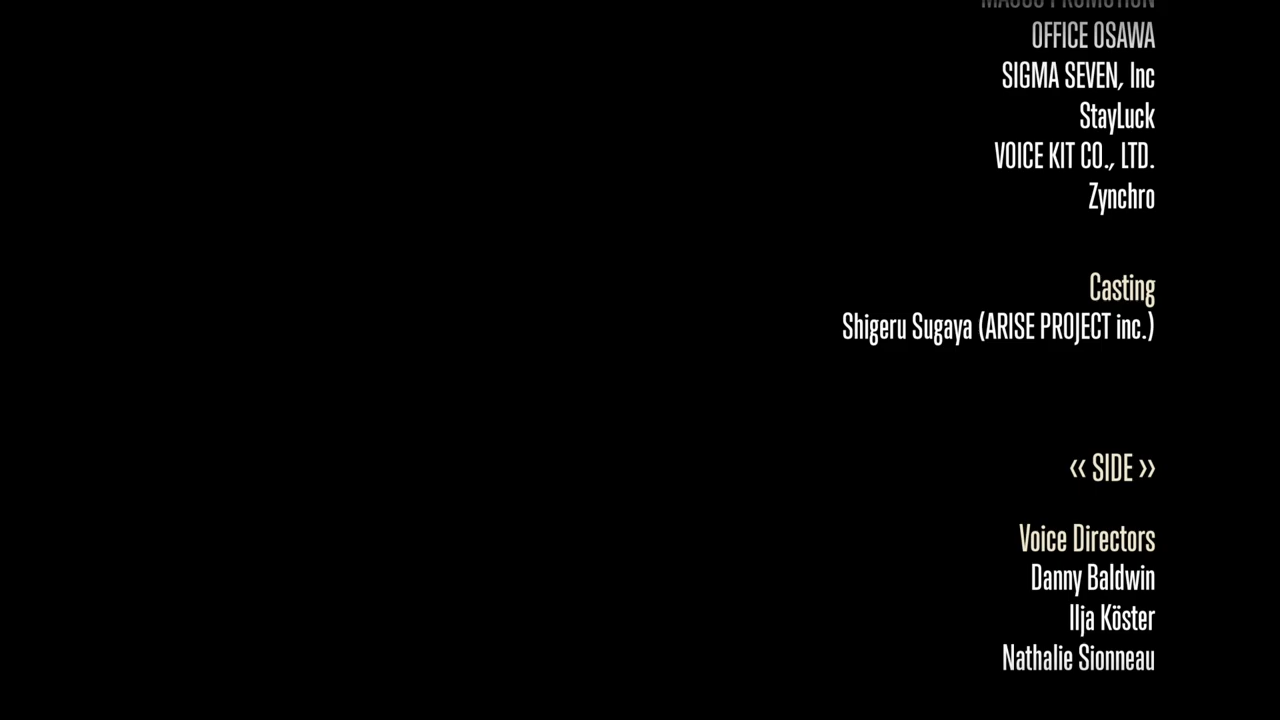 OFFICE OSAWA
SIGMA SEVEN, Inc
StayLuck
VOICE KIT CO., LTD.
Zynchro
Casting
Shigeru Sugaya (ARISE PROJECT inc.)
‹‹ SIDE ››
Voice Directors
Danny Baldwin
Ilja Köster
Nathalie Sionneau